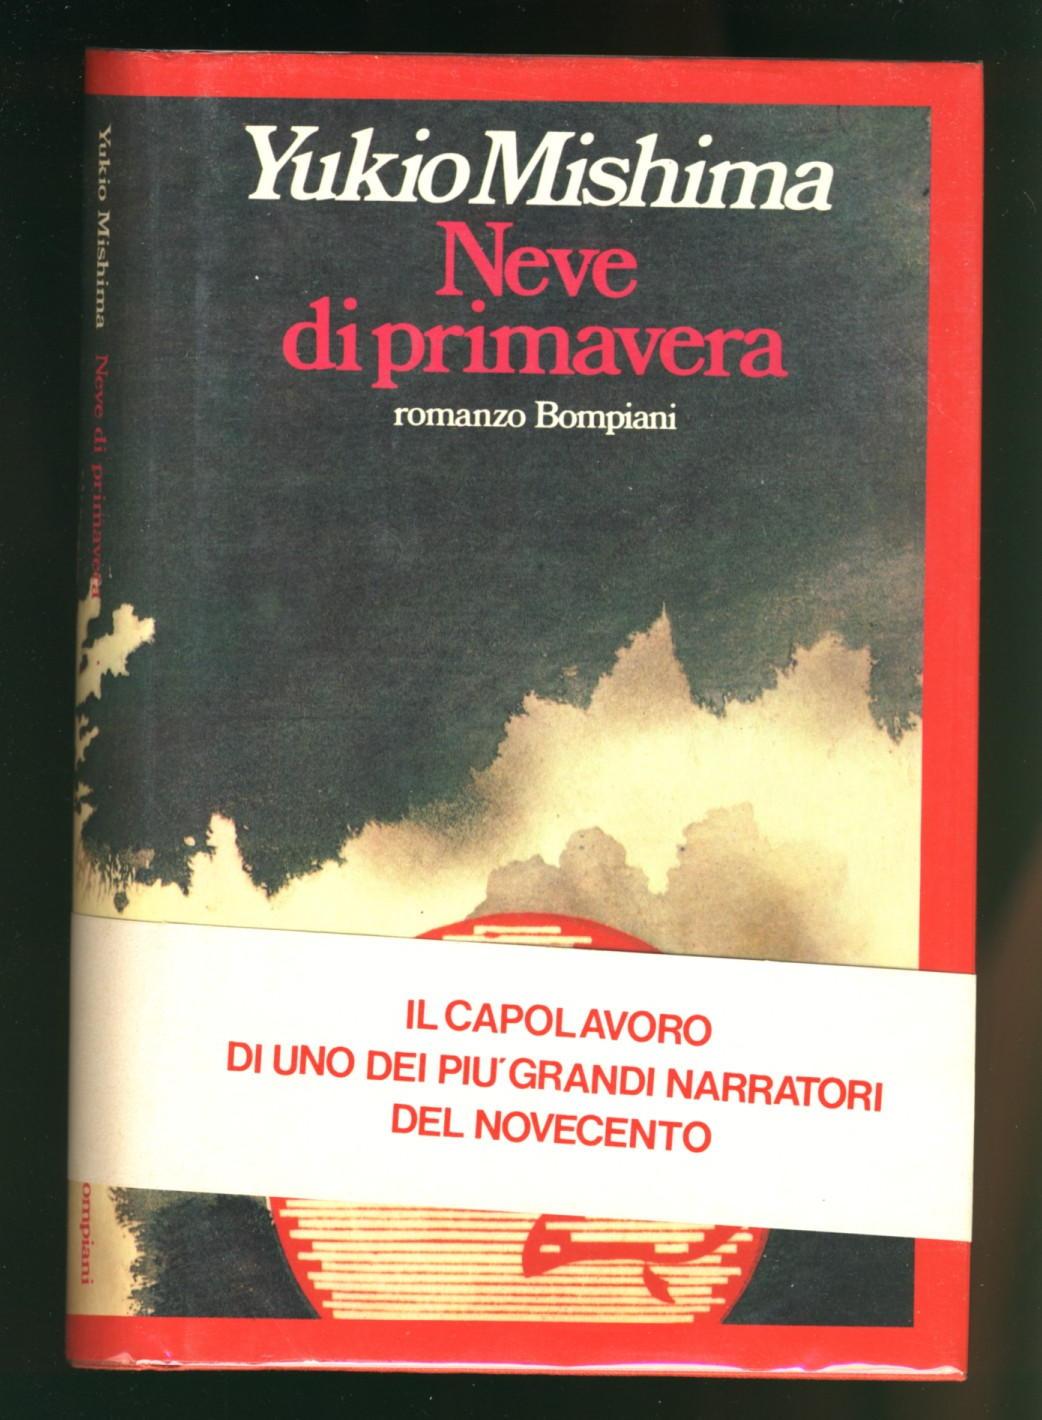 Yukio Mishima
Neve
di primavera
romanzo Bompiani
IL CAPOLAVORO
DI UNO DEI PIU' GRANDI NARRATORI
DEL NOVECENTO
Yukio Mishima Neve di primavera
ompiani